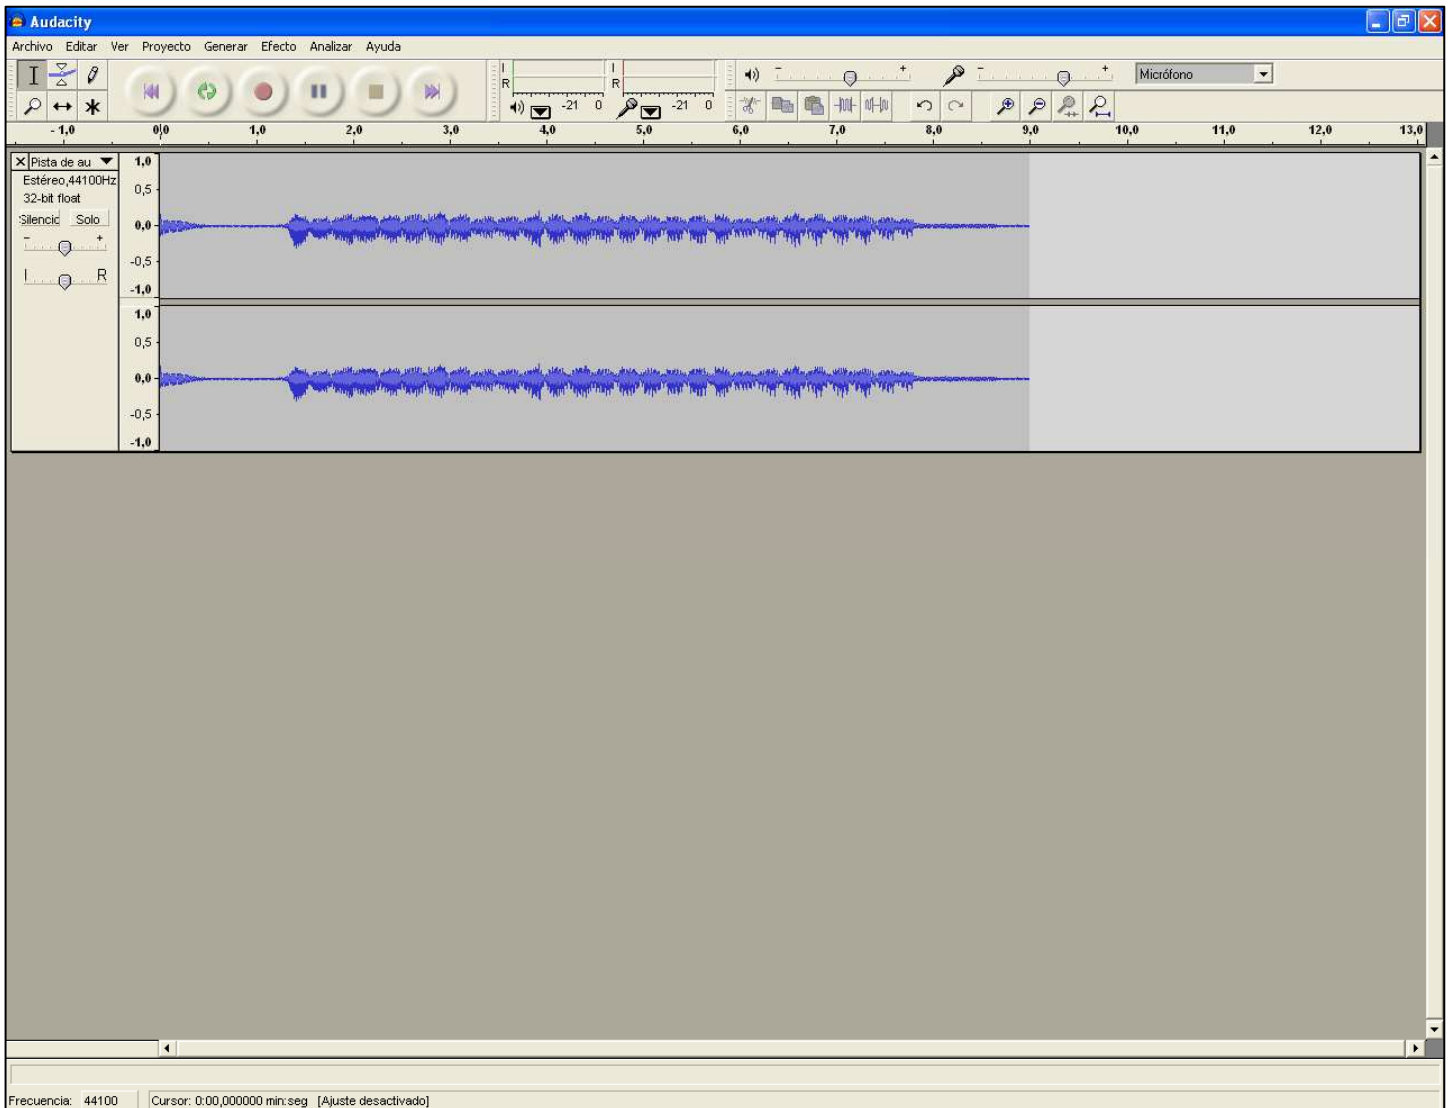 Audacity
Archivo Editar Ver Proyecto Generar Efecto Analizar Ayuda
I R -21 0
I R -21 0
- + - + Micrófono
- 1,0 0,0 1,0 2,0 3,0 4,0 5,0 6,0 7,0 8,0 9,0 10,0 11,0 12,0 13,0
Pista de au
Estéreo,44100Hz
32-bit float
Silencio Solo
- +
I R
1,0
0,5
0,0
-0,5
-1,0
1,0
0,5
0,0
-0,5
-1,0
Frecuencia: 44100 Cursor: 0:00,000000 min:seg [Ajuste desactivado]